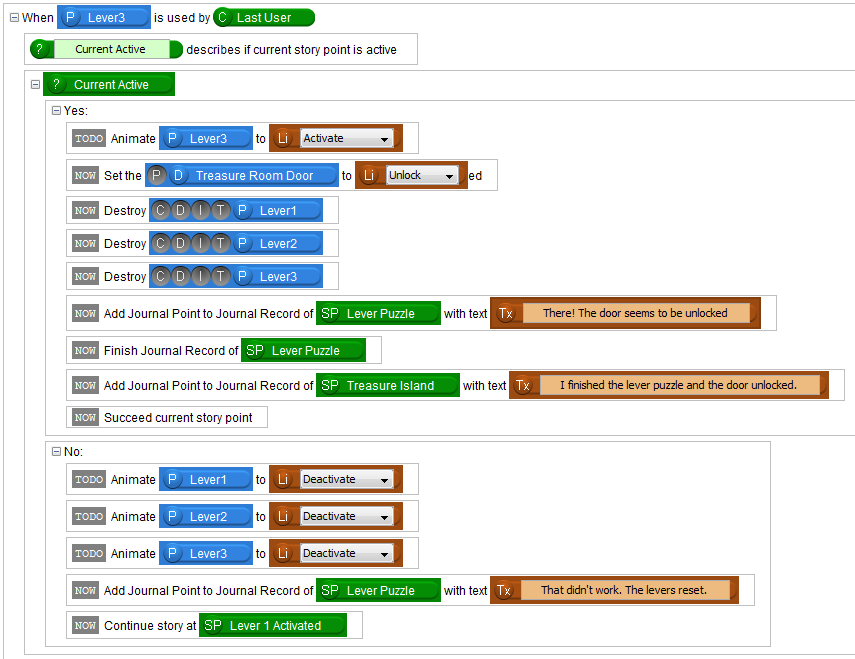 When P Lever3 is used by C Last User
? Current Active describes if current story point is active
? Current Active
Yes:
TODO Animate P Lever3 to Li Activate
NOW Set the P D Treasure Room Door to Li Unlock ed
NOW Destroy C D I T P Lever1
NOW Destroy C D I T P Lever2
NOW Destroy C D I T P Lever3
NOW Add Journal Point to Journal Record of SP Lever Puzzle with text Tx There! The door seems to be unlocked
NOW Finish Journal Record of SP Lever Puzzle
NOW Add Journal Point to Journal Record of SP Treasure Island with text Tx I finished the lever puzzle and the door unlocked.
NOW Succeed current story point
No:
TODO Animate P Lever1 to Li Deactivate
TODO Animate P Lever2 to Li Deactivate
TODO Animate P Lever3 to Li Deactivate
NOW Add Journal Point to Journal Record of SP Lever Puzzle with text Tx That didn't work. The levers reset.
NOW Continue story at SP Lever 1 Activated